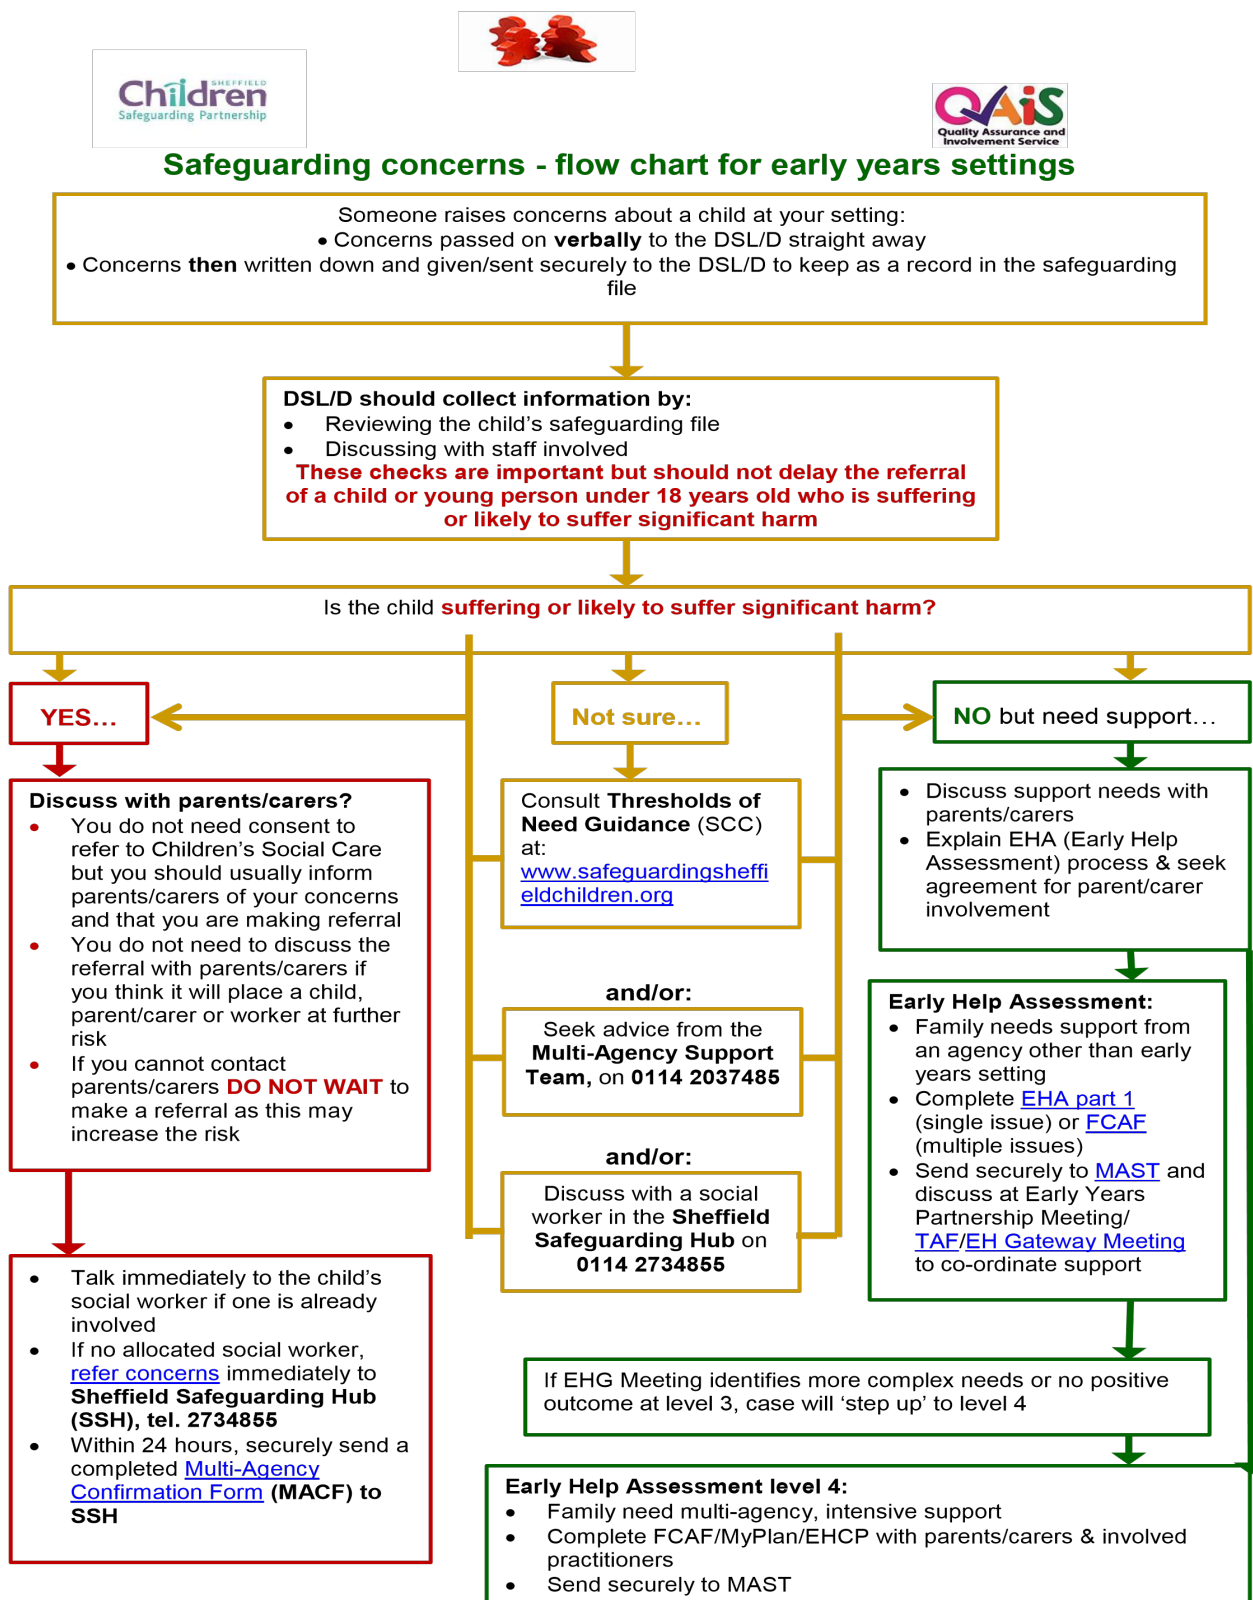 SHEFFIELD
Children
Safeguarding Partnership
QAiS
Quality Assurance and
Involvement Service
Safeguarding concerns - flow chart for early years settings
Someone raises concerns about a child at your setting:
• Concerns passed on verbally to the DSL/D straight away
• Concerns then written down and given/sent securely to the DSL/D to keep as a record in the safeguarding
file
DSL/D should collect information by:
• Reviewing the child’s safeguarding file
• Discussing with staff involved
These checks are important but should not delay the referral
of a child or young person under 18 years old who is suffering
or likely to suffer significant harm
Is the child suffering or likely to suffer significant harm?
YES…
Not sure…
NO but need support…
Discuss with parents/carers?
• You do not need consent to
refer to Children’s Social Care
but you should usually inform
parents/carers of your concerns
and that you are making referral
• You do not need to discuss the
referral with parents/carers if
you think it will place a child,
parent/carer or worker at further
risk
• If you cannot contact
parents/carers DO NOT WAIT to
make a referral as this may
increase the risk
• Talk immediately to the child’s
social worker if one is already
involved
• If no allocated social worker,
refer concerns immediately to
Sheffield Safeguarding Hub
(SSH), tel. 2734855
• Within 24 hours, securely send a
completed Multi-Agency
Confirmation Form (MACF) to
SSH
Consult Thresholds of
Need Guidance (SCC)
at:
www.safeguardingsheffi
eldchildren.org
and/or:
Seek advice from the
Multi-Agency Support
Team, on 0114 2037485
and/or:
Discuss with a social
worker in the Sheffield
Safeguarding Hub on
0114 2734855
• Discuss support needs with
parents/carers
• Explain EHA (Early Help
Assessment) process & seek
agreement for parent/carer
involvement
Early Help Assessment:
• Family needs support from
an agency other than early
years setting
• Complete EHA part 1
(single issue) or FCAF
(multiple issues)
• Send securely to MAST and
discuss at Early Years
Partnership Meeting/
TAF/EH Gateway Meeting
to co-ordinate support
If EHG Meeting identifies more complex needs or no positive
outcome at level 3, case will ‘step up’ to level 4
Early Help Assessment level 4:
• Family need multi-agency, intensive support
• Complete FCAF/MyPlan/EHCP with parents/carers & involved
practitioners
• Send securely to MAST